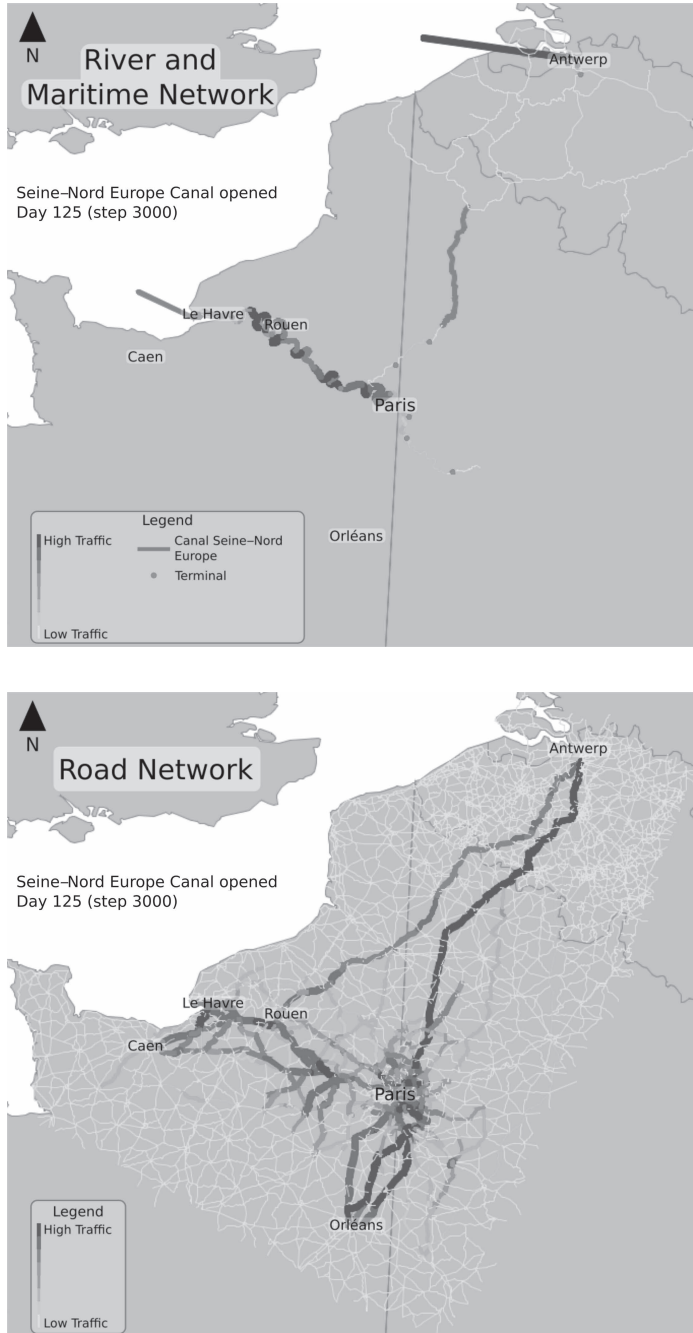 N
River and
Maritime Network
Antwerp
Seine–Nord Europe Canal opened
Day 125 (step 3000)
Le Havre
Rouen
Caen
Paris
Orléans
Legend
High Traffic
Canal Seine–Nord
Europe
Terminal
Low Traffic
N
Road Network
Antwerp
Seine–Nord Europe Canal opened
Day 125 (step 3000)
Le Havre
Rouen
Caen
Paris
Orléans
Legend
High Traffic
Low Traffic